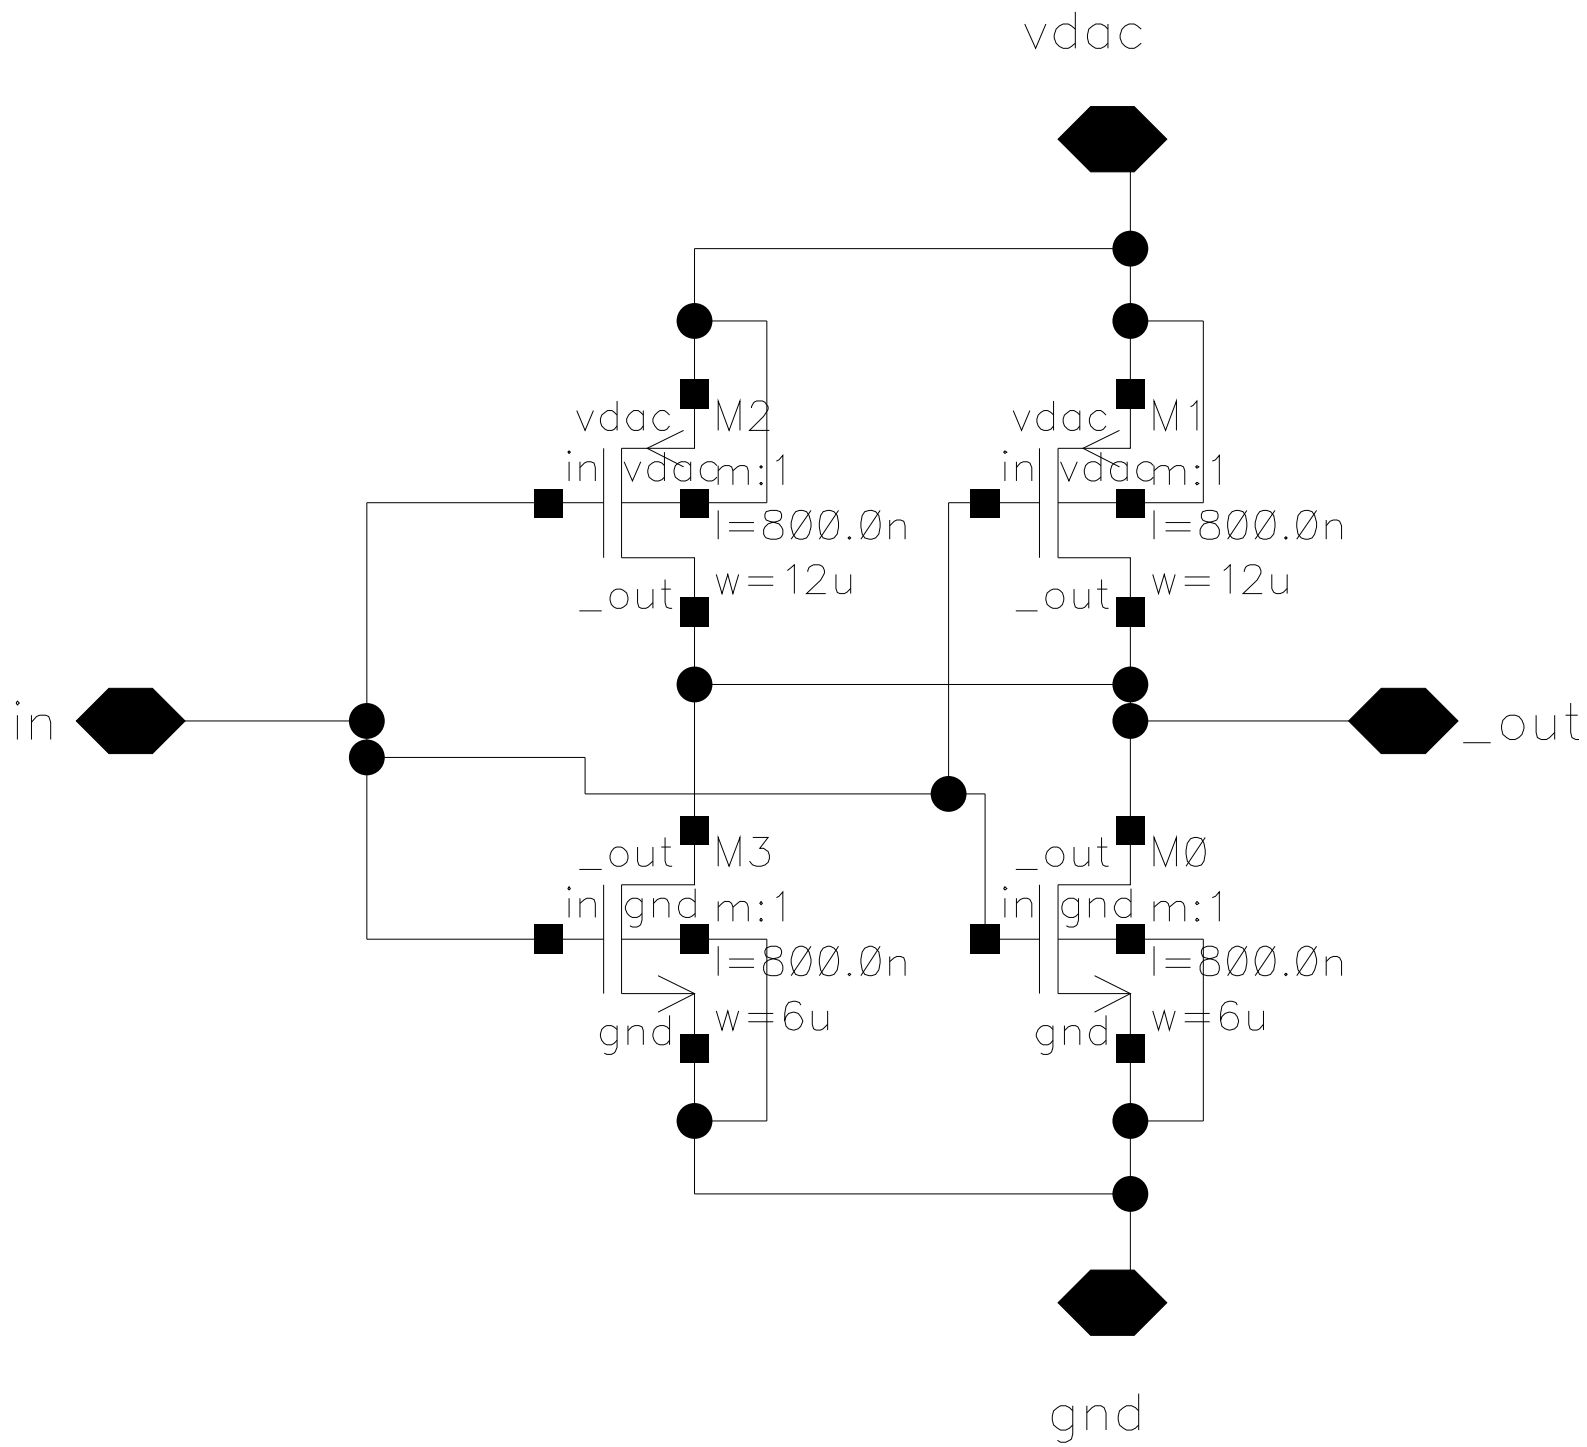 vdac
vdac M2
in vdac m:1
l=800.0n
w=12u
_out
vdac M1
in vdac m:1
l=800.0n
w=12u
_out
in
_out
_out M3
in gnd m:1
l=800.0n
w=6u
gnd
_out M0
in gnd m:1
l=800.0n
w=6u
gnd
gnd